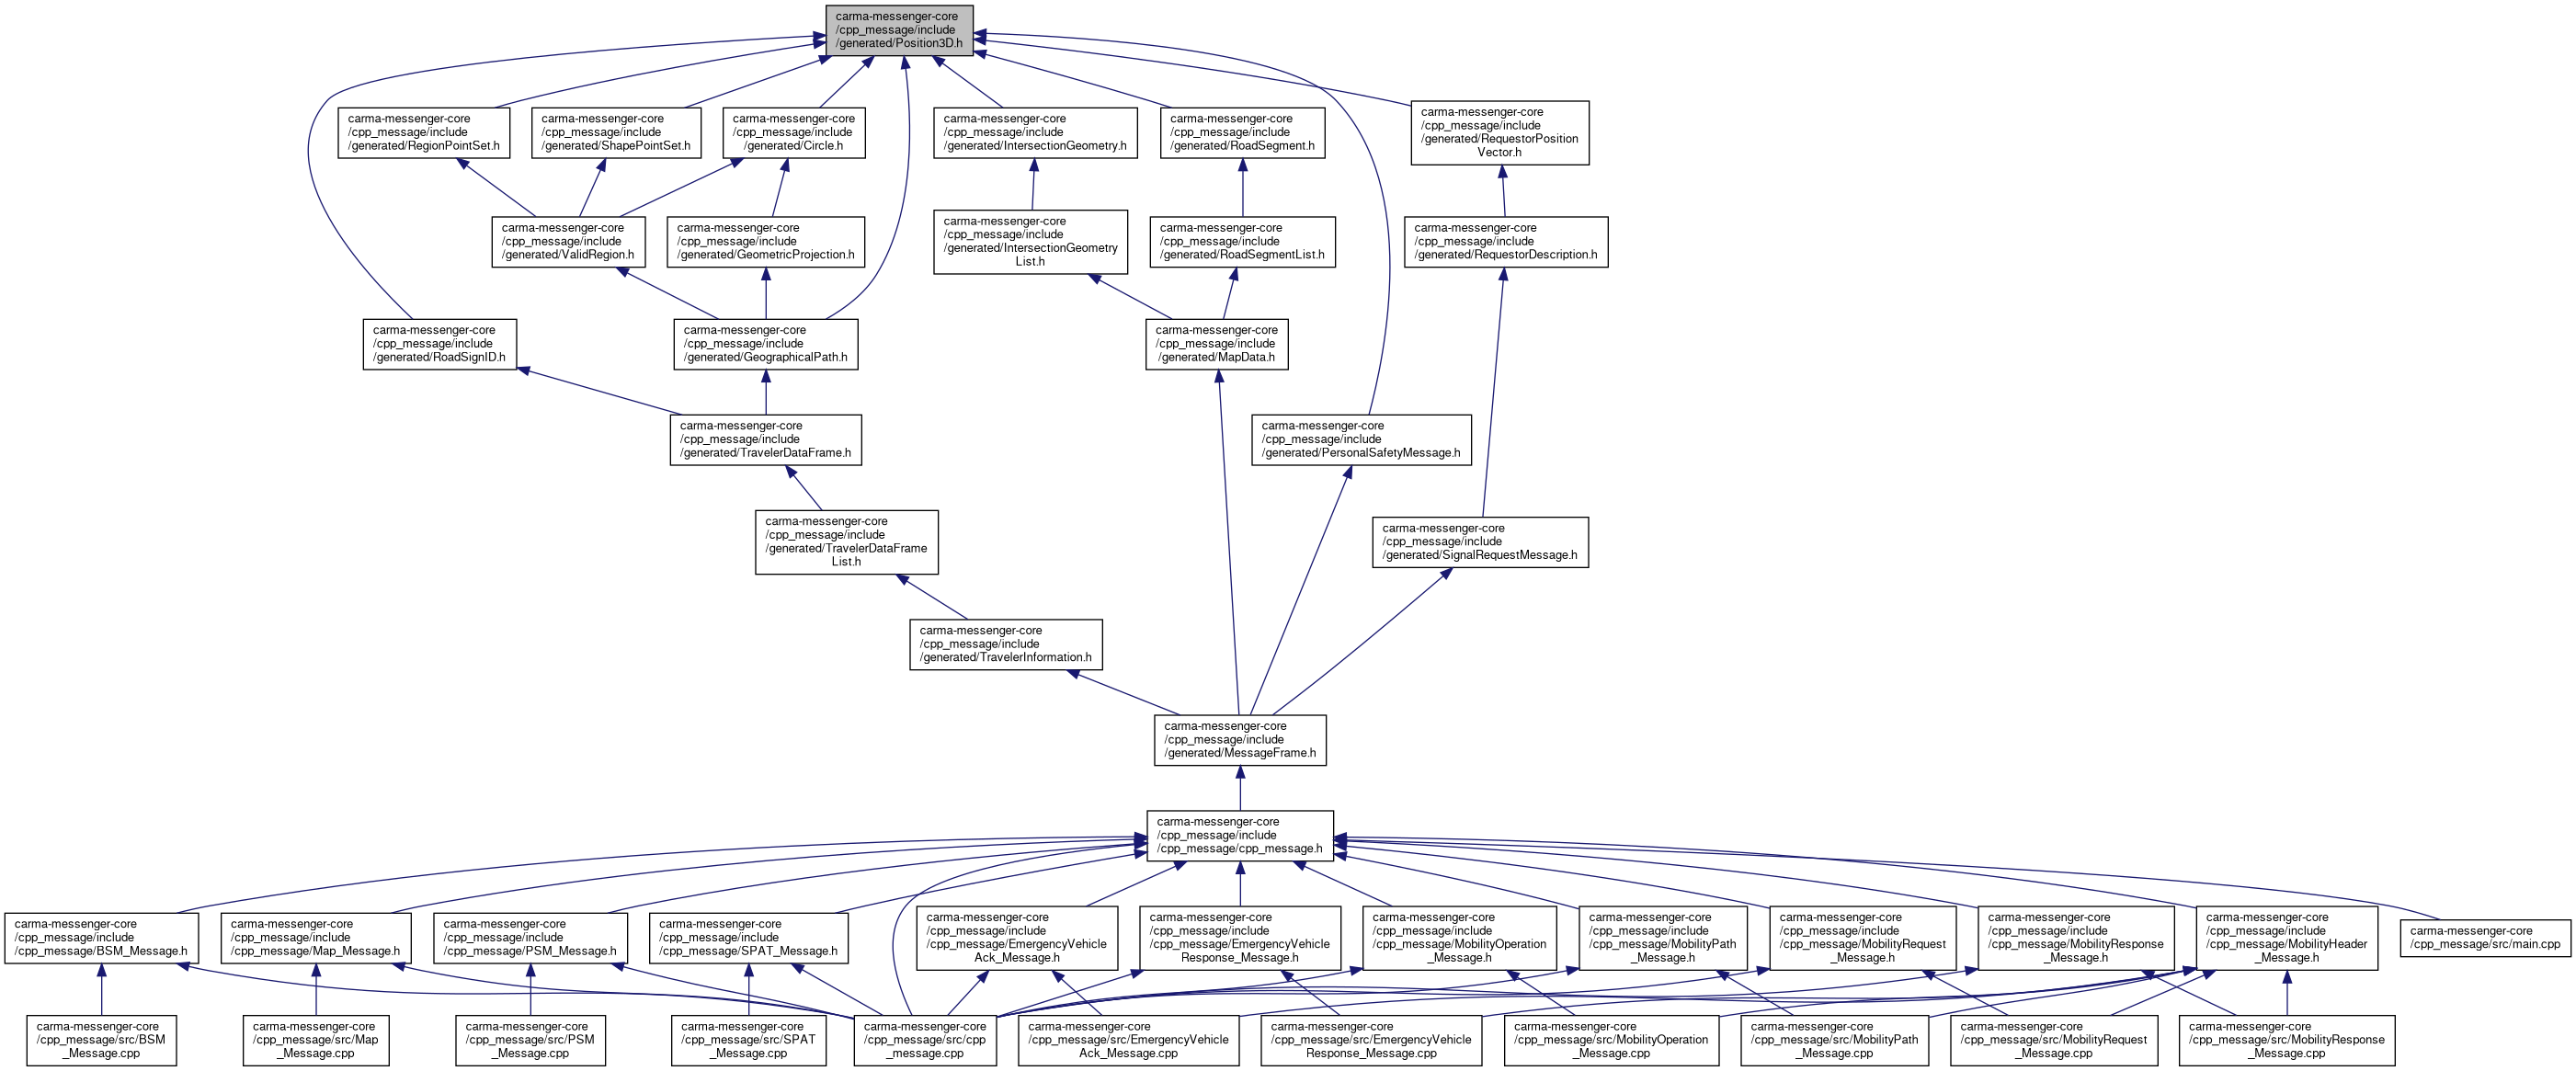 carma-messenger-core
/cpp_message/include
/generated/Position3D.h
carma-messenger-core
/cpp_message/include
/generated/RegionPointSet.h
carma-messenger-core
/cpp_message/include
/generated/ShapePointSet.h
carma-messenger-core
/cpp_message/include
/generated/Circle.h
carma-messenger-core
/cpp_message/include
/generated/IntersectionGeometry.h
carma-messenger-core
/cpp_message/include
/generated/RoadSegment.h
carma-messenger-core
/cpp_message/include
/generated/RequestorPosition
Vector.h
carma-messenger-core
/cpp_message/include
/generated/ValidRegion.h
carma-messenger-core
/cpp_message/include
/generated/GeometricProjection.h
carma-messenger-core
/cpp_message/include
/generated/IntersectionGeometry
List.h
carma-messenger-core
/cpp_message/include
/generated/RoadSegmentList.h
carma-messenger-core
/cpp_message/include
/generated/RequestorDescription.h
carma-messenger-core
/cpp_message/include
/generated/RoadSignID.h
carma-messenger-core
/cpp_message/include
/generated/GeographicalPath.h
carma-messenger-core
/cpp_message/include
/generated/MapData.h
carma-messenger-core
/cpp_message/include
/generated/TravelerDataFrame.h
carma-messenger-core
/cpp_message/include
/generated/PersonalSafetyMessage.h
carma-messenger-core
/cpp_message/include
/generated/TravelerDataFrame
List.h
carma-messenger-core
/cpp_message/include
/generated/SignalRequestMessage.h
carma-messenger-core
/cpp_message/include
/generated/TravelerInformation.h
carma-messenger-core
/cpp_message/include
/generated/MessageFrame.h
carma-messenger-core
/cpp_message/include
/cpp_message/cpp_message.h
carma-messenger-core
/cpp_message/include
/cpp_message/BSM_Message.h
carma-messenger-core
/cpp_message/include
/cpp_message/Map_Message.h
carma-messenger-core
/cpp_message/include
/cpp_message/PSM_Message.h
carma-messenger-core
/cpp_message/include
/cpp_message/SPAT_Message.h
carma-messenger-core
/cpp_message/include
/cpp_message/EmergencyVehicle
Ack_Message.h
carma-messenger-core
/cpp_message/include
/cpp_message/EmergencyVehicle
Response_Message.h
carma-messenger-core
/cpp_message/include
/cpp_message/MobilityOperation
_Message.h
carma-messenger-core
/cpp_message/include
/cpp_message/MobilityPath
_Message.h
carma-messenger-core
/cpp_message/include
/cpp_message/MobilityRequest
_Message.h
carma-messenger-core
/cpp_message/include
/cpp_message/MobilityResponse
_Message.h
carma-messenger-core
/cpp_message/include
/cpp_message/MobilityHeader
_Message.h
carma-messenger-core
/cpp_message/src/main.cpp
carma-messenger-core
/cpp_message/src/BSM
_Message.cpp
carma-messenger-core
/cpp_message/src/Map
_Message.cpp
carma-messenger-core
/cpp_message/src/PSM
_Message.cpp
carma-messenger-core
/cpp_message/src/SPAT
_Message.cpp
carma-messenger-core
/cpp_message/src/cpp
_message.cpp
carma-messenger-core
/cpp_message/src/EmergencyVehicle
Ack_Message.cpp
carma-messenger-core
/cpp_message/src/EmergencyVehicle
Response_Message.cpp
carma-messenger-core
/cpp_message/src/MobilityOperation
_Message.cpp
carma-messenger-core
/cpp_message/src/MobilityPath
_Message.cpp
carma-messenger-core
/cpp_message/src/MobilityRequest
_Message.cpp
carma-messenger-core
/cpp_message/src/MobilityResponse
_Message.cpp